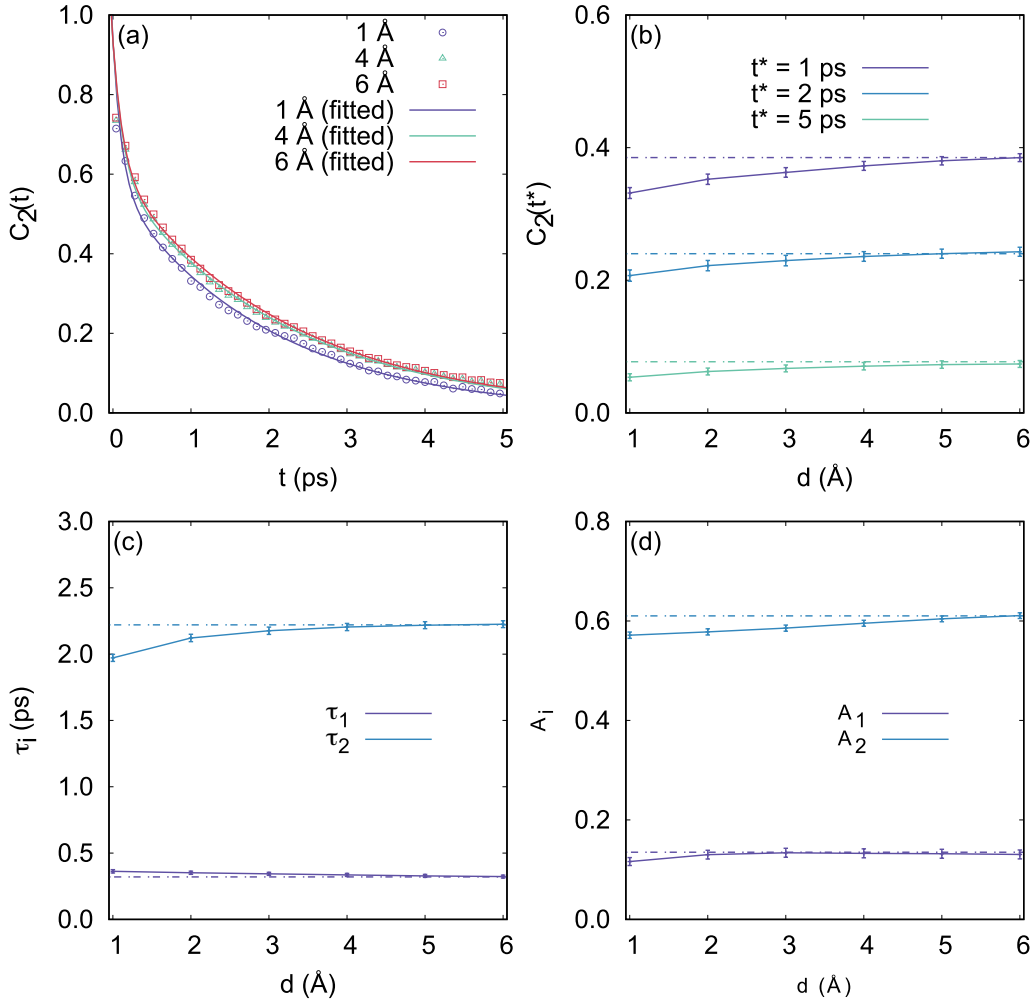 (a)
1 Å
4 Å
6 Å
1 Å (fitted)
4 Å (fitted)
6 Å (fitted)
1.0
0.8
0.6
0.4
0.2
0.0
C2(t)
0 1 2 3 4 5
t (ps)
(b)
t* = 1 ps
t* = 2 ps
t* = 5 ps
0.6
0.4
0.2
0.0
C2(t*)
1 2 3 4 5 6
d (Å)
(c)
τ1
τ2
3.0
2.5
2.0
1.5
1.0
0.5
0.0
τi (ps)
1 2 3 4 5 6
d (Å)
(d)
A1
A2
0.8
0.6
0.4
0.2
0.0
Ai
1 2 3 4 5 6
d (Å)